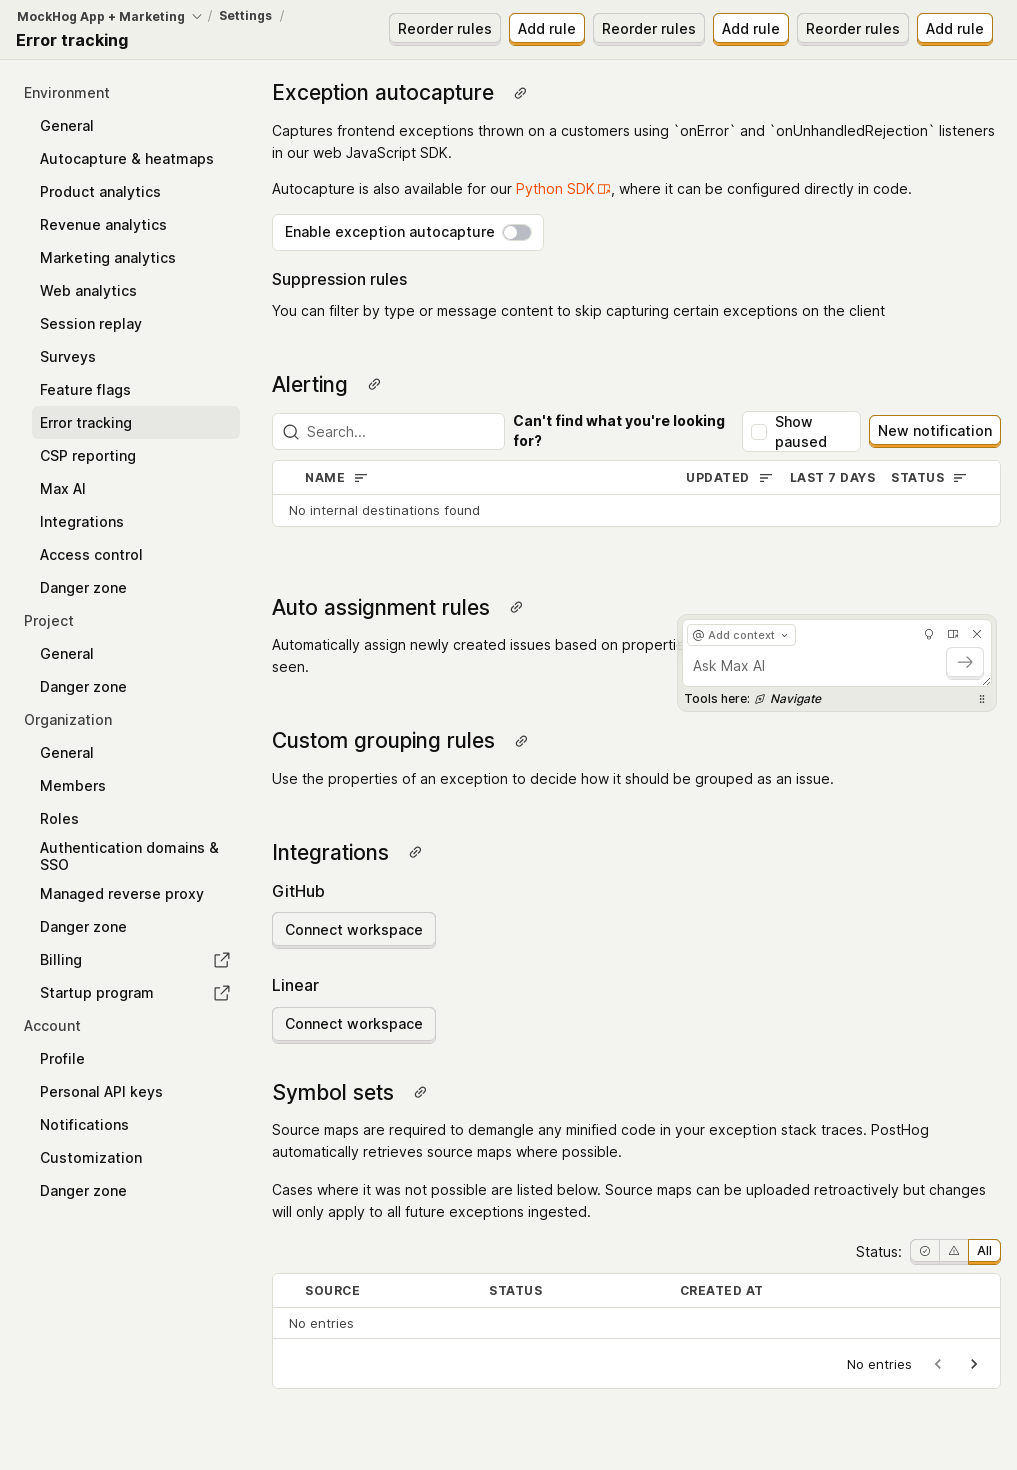 MockHog App + Marketing / Settings /
Error tracking
Reorder rules Add rule Reorder rules Add rule Reorder rules Add rule
Environment
General
Autocapture & heatmaps
Product analytics
Revenue analytics
Marketing analytics
Web analytics
Session replay
Surveys
Feature flags
Error tracking
CSP reporting
Max AI
Integrations
Access control
Danger zone
Project
General
Danger zone
Organization
General
Members
Roles
Authentication domains &
SSO
Managed reverse proxy
Danger zone
Billing
Startup program
Account
Profile
Personal API keys
Notifications
Customization
Danger zone
Exception autocapture
Captures frontend exceptions thrown on a customers using `onError` and `onUnhandledRejection` listeners
in our web JavaScript SDK.
Autocapture is also available for our Python SDK, where it can be configured directly in code.
Enable exception autocapture
Suppression rules
You can filter by type or message content to skip capturing certain exceptions on the client
Alerting
Search...
Can't find what you're looking
for?
Show
paused
New notification
NAME UPDATED LAST 7 DAYS STATUS
No internal destinations found
Auto assignment rules
Automatically assign newly created issues based on propertie
seen.
@ Add context
Ask Max AI
Tools here: Navigate
Custom grouping rules
Use the properties of an exception to decide how it should be grouped as an issue.
Integrations
GitHub
Connect workspace
Linear
Connect workspace
Symbol sets
Source maps are required to demangle any minified code in your exception stack traces. PostHog
automatically retrieves source maps where possible.
Cases where it was not possible are listed below. Source maps can be uploaded retroactively but changes
will only apply to all future exceptions ingested.
Status: All
SOURCE STATUS CREATED AT
No entries
No entries